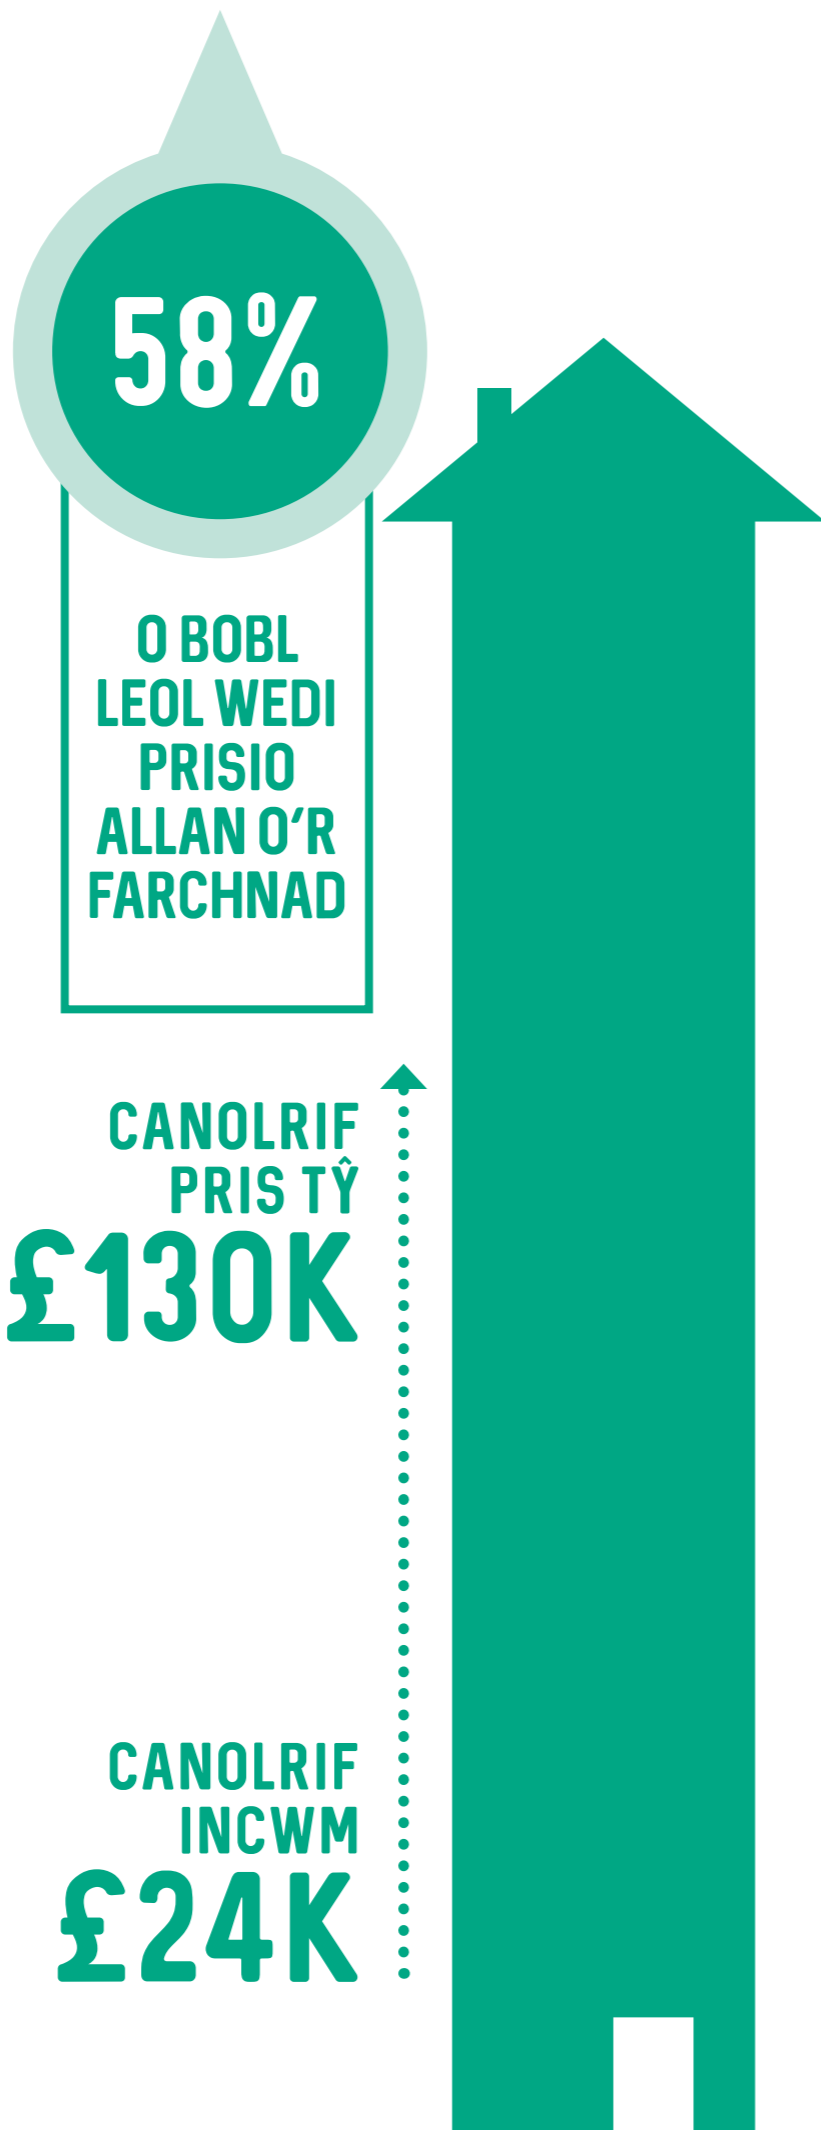 58%
O BOBL
LEOL WEDI
PRISIO
ALLAN O'R
FARCHNAD
CANOLRIF
PRIS TŶ
£130K
CANOLRIF
INCWM
£24K